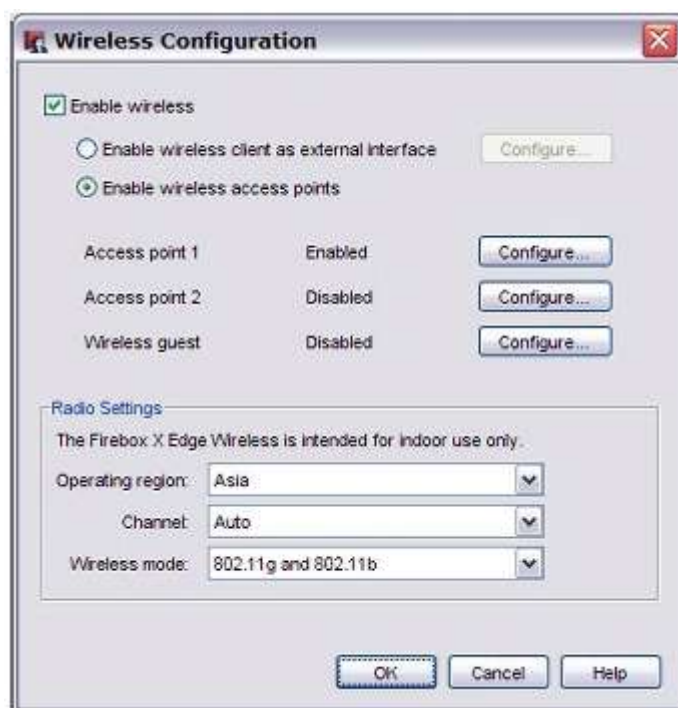 Wireless Configuration
Enable wireless
Enable wireless client as external interface Configure...
Enable wireless access points
Access point 1 Enabled Configure...
Access point 2 Disabled Configure...
Wireless guest Disabled Configure...
Radio Settings
The Firebox X Edge Wireless is intended for indoor use only.
Operating region: Asia
Channel: Auto
Wireless mode: 802.11g and 802.11b
OK Cancel Help